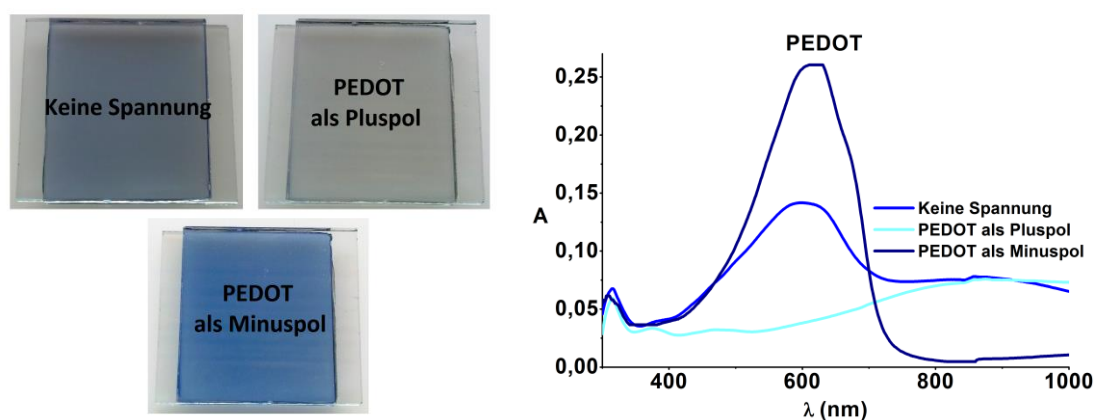 Keine Spannung
PEDOT
als Pluspol
PEDOT
als Minuspol
PEDOT
0,25
0,20
0,15
0,10
0,05
0,00
A
Keine Spannung
PEDOT als Pluspol
PEDOT als Minuspol
400
600
800
1000
λ (nm)